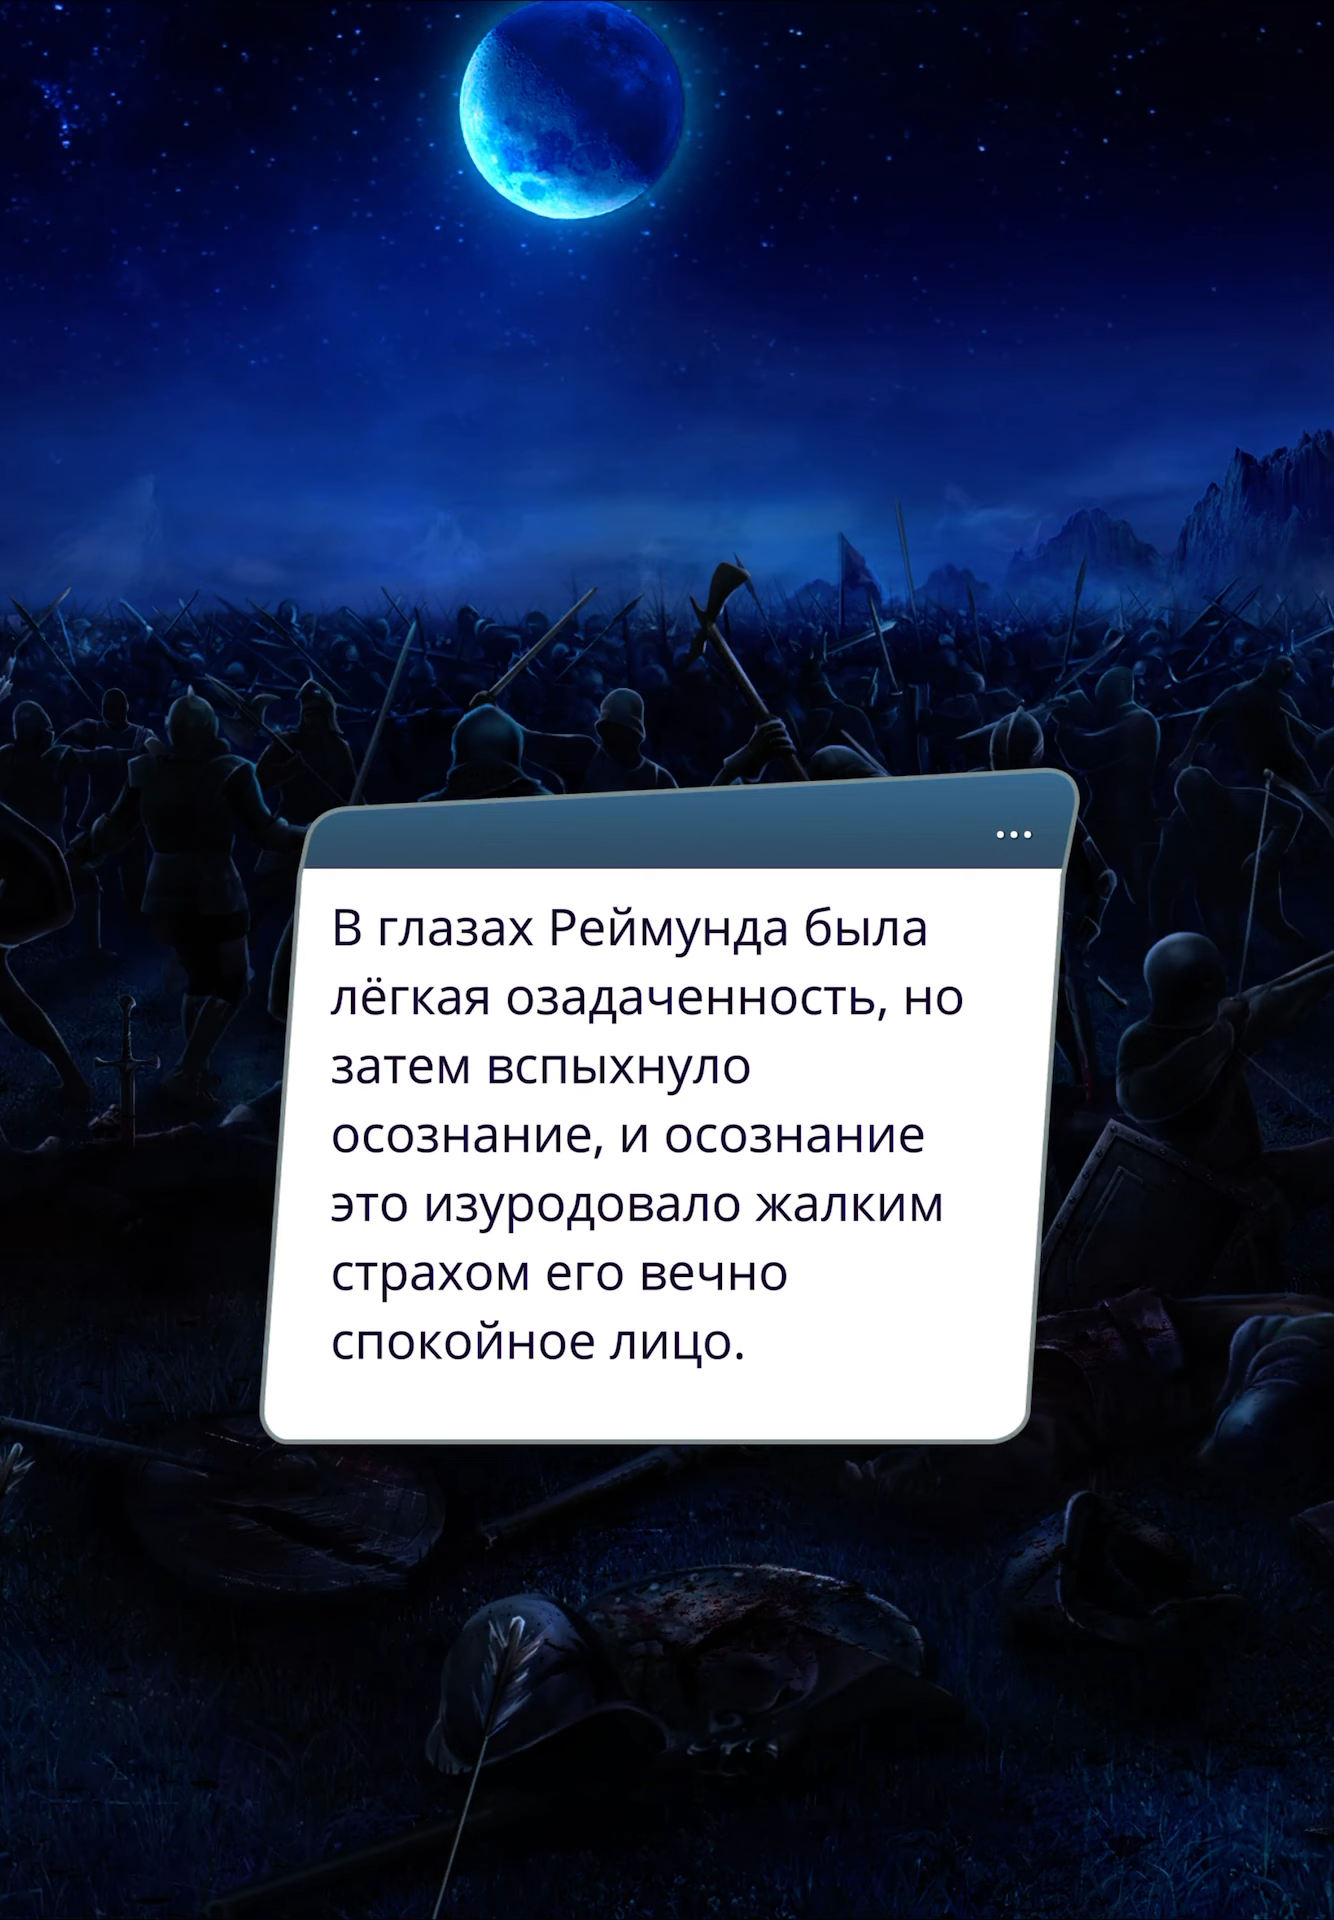 ...
В глазах Реймунда была
лёгкая озадаченность, но
затем вспыхнуло
осознание, и осознание
это изуродовало жалким
страхом его вечно
спокойное лицо.